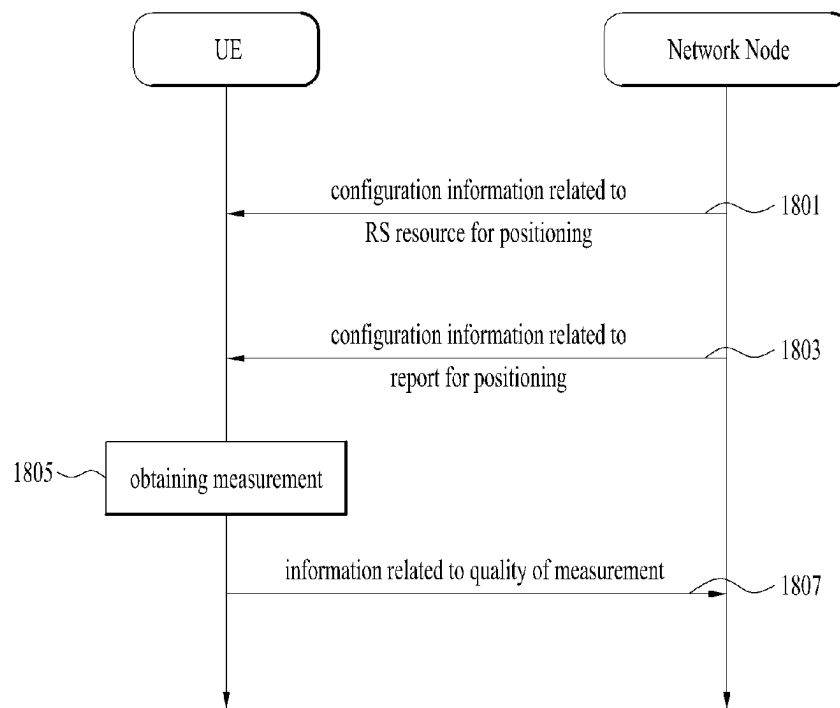 UE
Network Node
configuration information related to
RS resource for positioning
1801
configuration information related to
report for positioning
1803
1805
obtaining measurement
information related to quality of measurement
1807